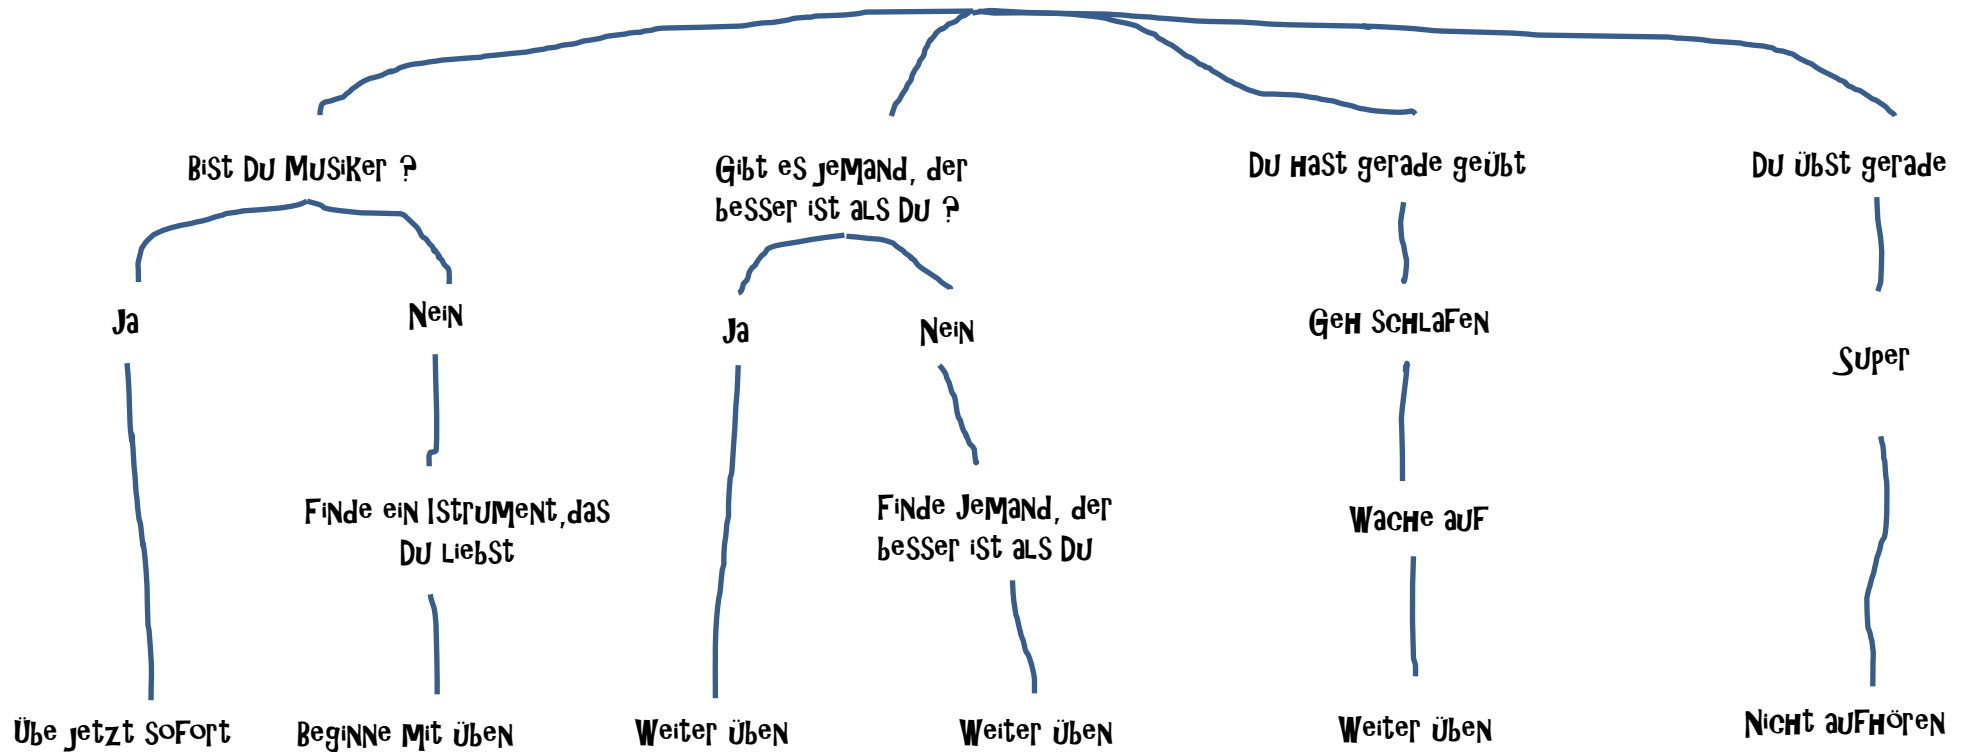 Bist Du Musiker ?
Gibt es jemand, der
besser ist als Du ?
Du hast gerade geübt
Du übst gerade
Ja
Nein
Ja
Nein
Geh schlafen
Super
Finde ein Istrument,das
Du liebst
Finde Jemand, der
besser ist als Du
Wache auf
Übe jetzt sofort
Beginne mit üben
Weiter üben
Weiter üben
Weiter üben
Nicht aufhören